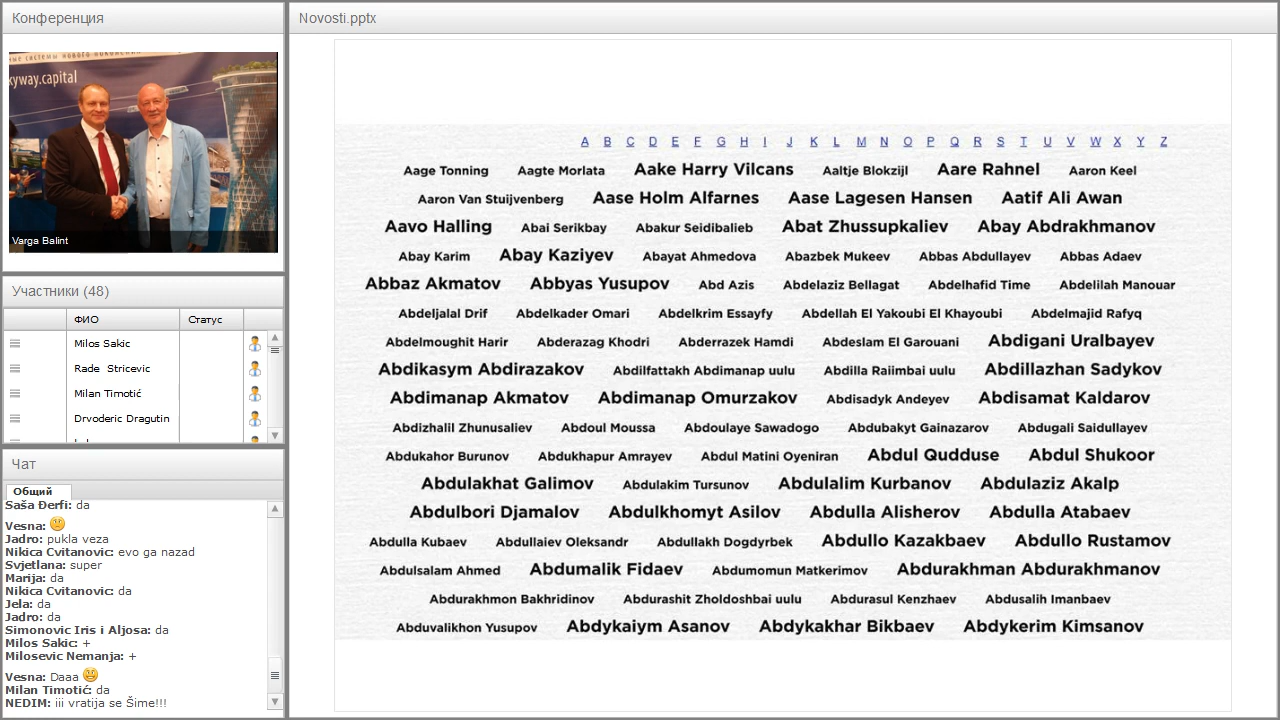 Конференция
НЫЕ СИСТЕМЫ НОВОГО ПОКОЛЕНИЯ
kyway.capital
Varga Balint
Участники (48)
ФИО Статус
Milos Sakic
Rade Stricevic
Milan Timotić
Drvoderic Dragutin
Чат
Общий
Saša Đerfi: da
Vesna:
Jadro: pukla veza
Nikica Cvitanovic: evo ga nazad
Svjetlana: super
Marija: da
Nikica Cvitanovic: da
Jela: da
Jadro: da
Simonovic Iris i Aljosa: da
Milos Sakic: +
Milosevic Nemanja: +
Vesna: Daaa
Milan Timotić: da
NEDIM: iii vratija se Šime!!!
Novosti.pptx
A B C D E F G H I J K L M N O P Q R S T U V W X Y Z
Aage Tonning Aagte Morlata Aake Harry Vilcans Aaltje Blokzijl Aare Rahnel Aaron Keel
Aaron Van Stuijvenberg Aase Holm Alfarnes Aase Lagesen Hansen Aatif Ali Awan
Aavo Halling Abai Serikbay Abakur Seidibalieb Abat Zhussupkaliev Abay Abdrakhmanov
Abay Karim Abay Kaziyev Abayat Ahmedova Abazbek Mukeev Abbas Abdullayev Abbas Adaev
Abbaz Akmatov Abbyas Yusupov Abd Azis Abdelaziz Bellagat Abdelhafid Time Abdelilah Manouar
Abdeljalal Drif Abdelkader Omari Abdelkrim Essayfy Abdellah El Yakoubi El Khayoubi Abdelmajid Rafyq
Abdelmoughit Harir Abderazag Khodri Abderrazek Hamdi Abdeslam El Garouani Abdigani Uralbayev
Abdikasym Abdirazakov Abdilfattakh Abdimanap uulu Abdilla Raiimbai uulu Abdillazhan Sadykov
Abdimanap Akmatov Abdimanap Omurzakov Abdisadyk Andeyev Abdisamat Kaldarov
Abdizhalil Zhunusaliev Abdoul Moussa Abdoulaye Sawadogo Abdubakyt Gainazarov Abdugali Saidullayev
Abdukahor Burunov Abdukhapur Amrayev Abdul Matini Oyeniran Abdul Qudduse Abdul Shukoor
Abdulakhat Galimov Abdulakim Tursunov Abdulalim Kurbanov Abdulaziz Akalp
Abdulbori Djamalov Abdulkhomyt Asilov Abdulla Alisherov Abdulla Atabaev
Abdulla Kubaev Abdullaiev Oleksandr Abdullakh Dogdyrbek Abdullo Kazakbaev Abdullo Rustamov
Abdulsalam Ahmed Abdumalik Fidaev Abdumomun Matkerimov Abdurakhman Abdurakhmanov
Abdurakhmon Bakhridinov Abdurashit Zholdoshbai uulu Abdurasul Kenzhaev Abdusalih Imanbaev
Abduvalikhon Yusupov Abdykaiym Asanov Abdykakhar Bikbaev Abdykerim Kimsanov